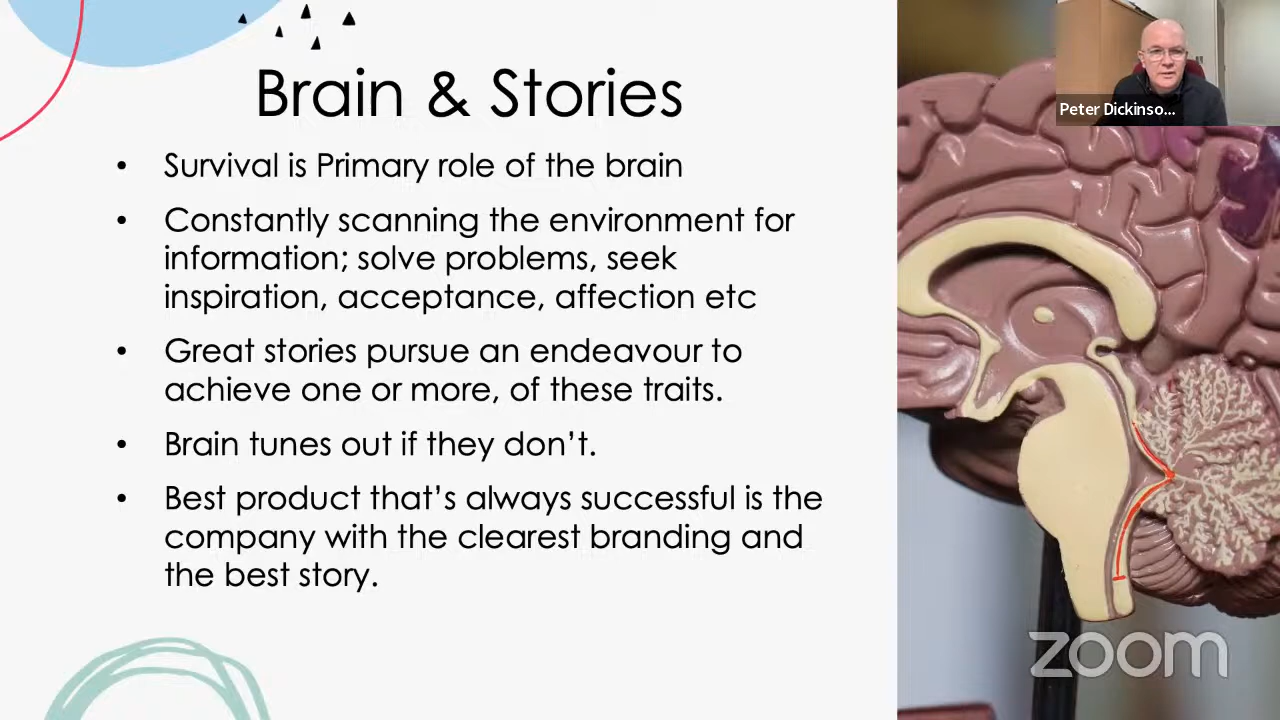 Brain & Stories
• Survival is Primary role of the brain
• Constantly scanning the environment for
information; solve problems, seek
inspiration, acceptance, affection etc
• Great stories pursue an endeavour to
achieve one or more, of these traits.
• Brain tunes out if they don’t.
• Best product that’s always successful is the
company with the clearest branding and
the best story.
Peter Dickinso...
zoom